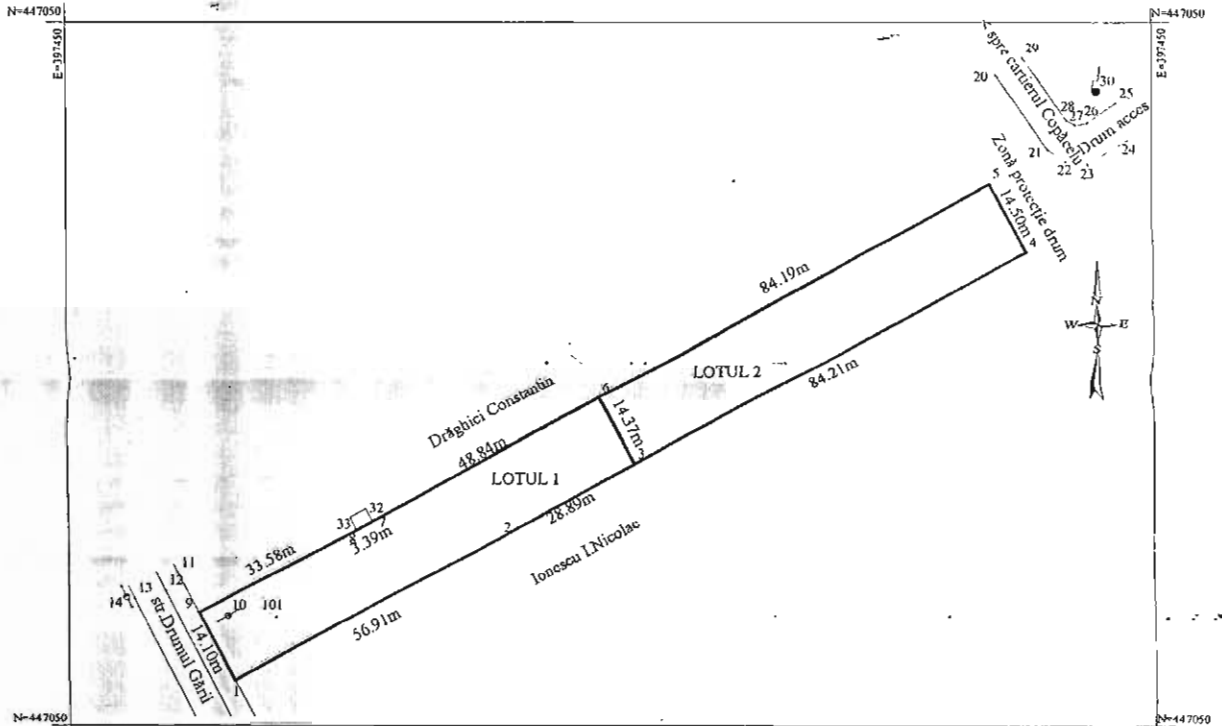 N=447050
N=447050
E=397450
E=397450
spre cartierul Copăcelu
29
20
30
25
28
27
26
Drum acces
21
22
23
24
Zonă protecție drum
5
14.50m
4
84.19m
N
W
E
S
LOTUL 2
84.21m
6
14.37m
3
Drăghici Constantin
48.84m
LOTUL 1
33
32
7
8
3.39m
2
28.89m
Ionescu I.Nicolae
33.58m
11
12
13
14
9
10
101
56.91m
14.10m
str.Drumul Gării
1
N=447050
N=447050